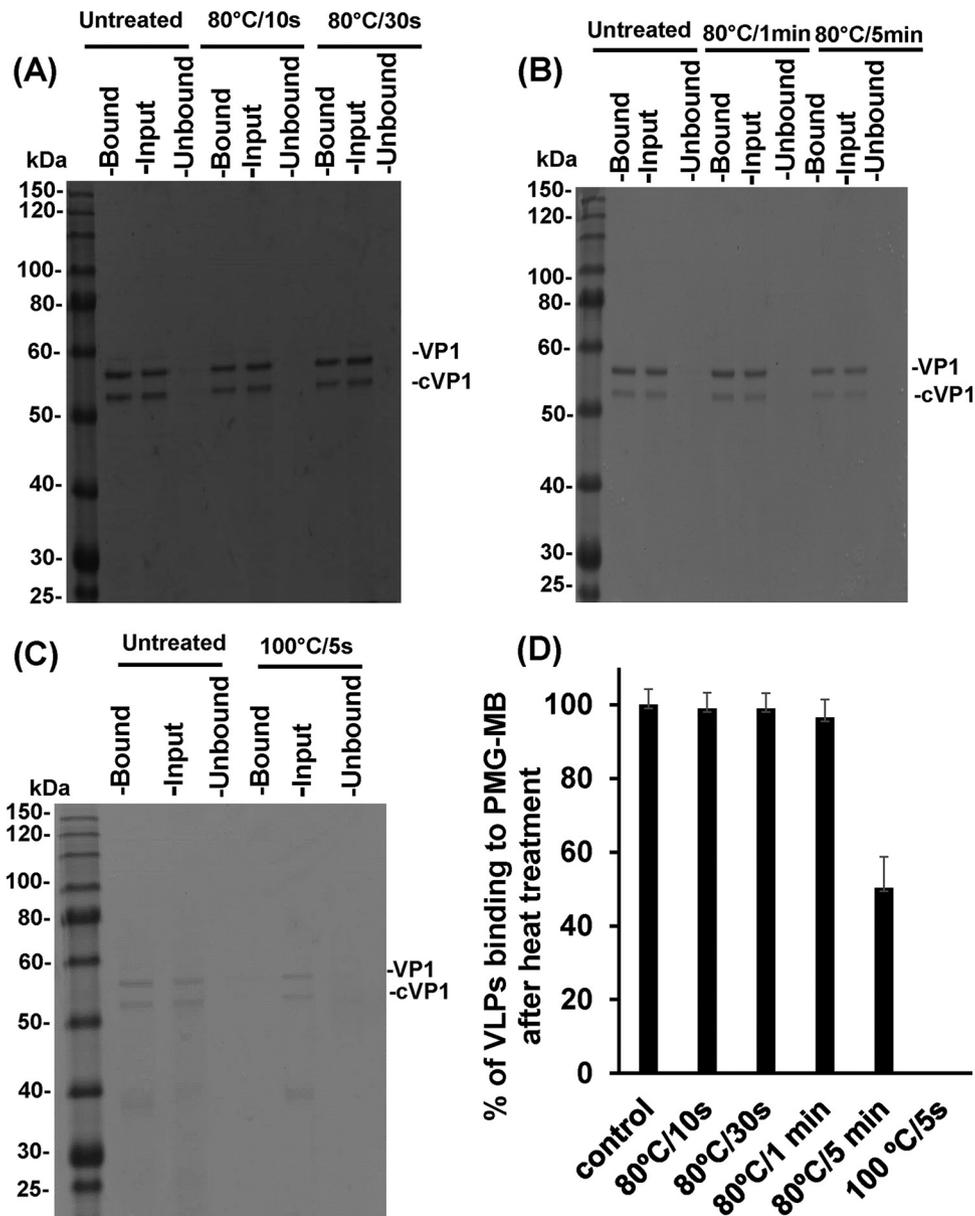 (A)
Untreated 80°C/10s 80°C/30s
-Bound
-Input
-Unbound
-Bound
-Input
-Unbound
-Bound
-Input
-Unbound
kDa
150-
120-
100-
80-
60-
50-
40-
30-
25-
-VP1
-cVP1
(B)
Untreated 80°C/1min 80°C/5min
-Bound
-Input
-Unbound
-Bound
-Input
-Unbound
-Bound
-Input
-Unbound
kDa
150-
120-
100-
80-
60-
50-
40-
30-
25-
-VP1
-cVP1
(C)
Untreated 100°C/5s
-Bound
-Input
-Unbound
-Bound
-Input
-Unbound
kDa
150-
120-
100-
80-
60-
50-
40-
30-
25-
-VP1
-cVP1
(D)
% of VLPs binding to PMG-MB
after heat treatment
100
80
60
40
20
0
control
80ºC/10s
80ºC/30s
80ºC/1 min
80ºC/5 min
100 ºC/5s